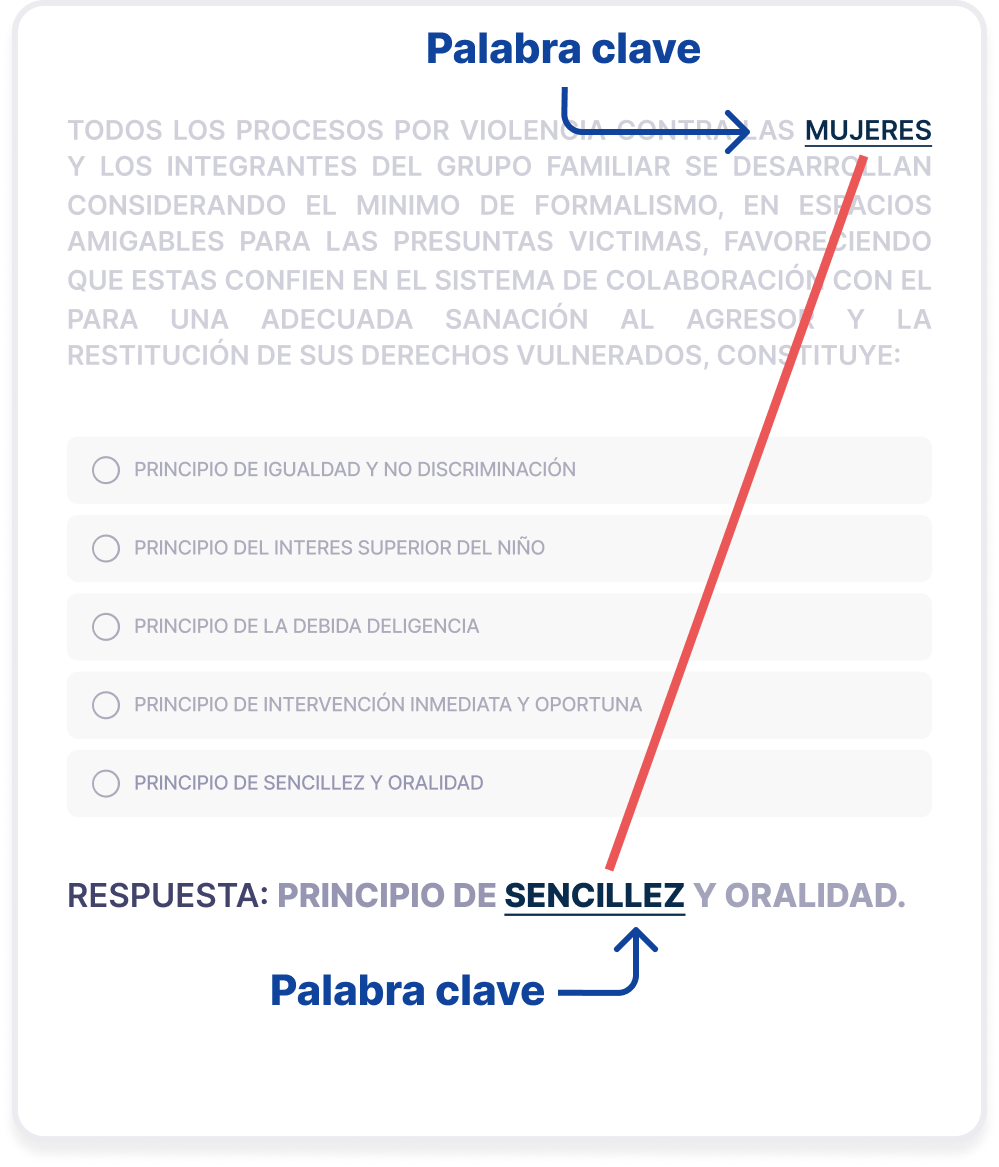 Palabra clave
TODOS LOS PROCESOS POR VIOLENCIA CONTRA LAS MUJERES
Y LOS INTEGRANTES DEL GRUPO FAMILIAR SE DESARROLLAN
CONSIDERANDO EL MINIMO DE FORMALISMO, EN ESPACIOS
AMIGABLES PARA LAS PRESUNTAS VICTIMAS, FAVORECIENDO
QUE ESTAS CONFIEN EN EL SISTEMA DE COLABORACIÓN CON EL
PARA UNA ADECUADA SANACIÓN AL AGRESOR Y LA
RESTITUCIÓN DE SUS DERECHOS VULNERADOS, CONSTITUYE:
PRINCIPIO DE IGUALDAD Y NO DISCRIMINACIÓN
PRINCIPIO DEL INTERES SUPERIOR DEL NIÑO
PRINCIPIO DE LA DEBIDA DELIGENCIA
PRINCIPIO DE INTERVENCIÓN INMEDIATA Y OPORTUNA
PRINCIPIO DE SENCILLEZ Y ORALIDAD
RESPUESTA: PRINCIPIO DE SENCILLEZ Y ORALIDAD.
Palabra clave